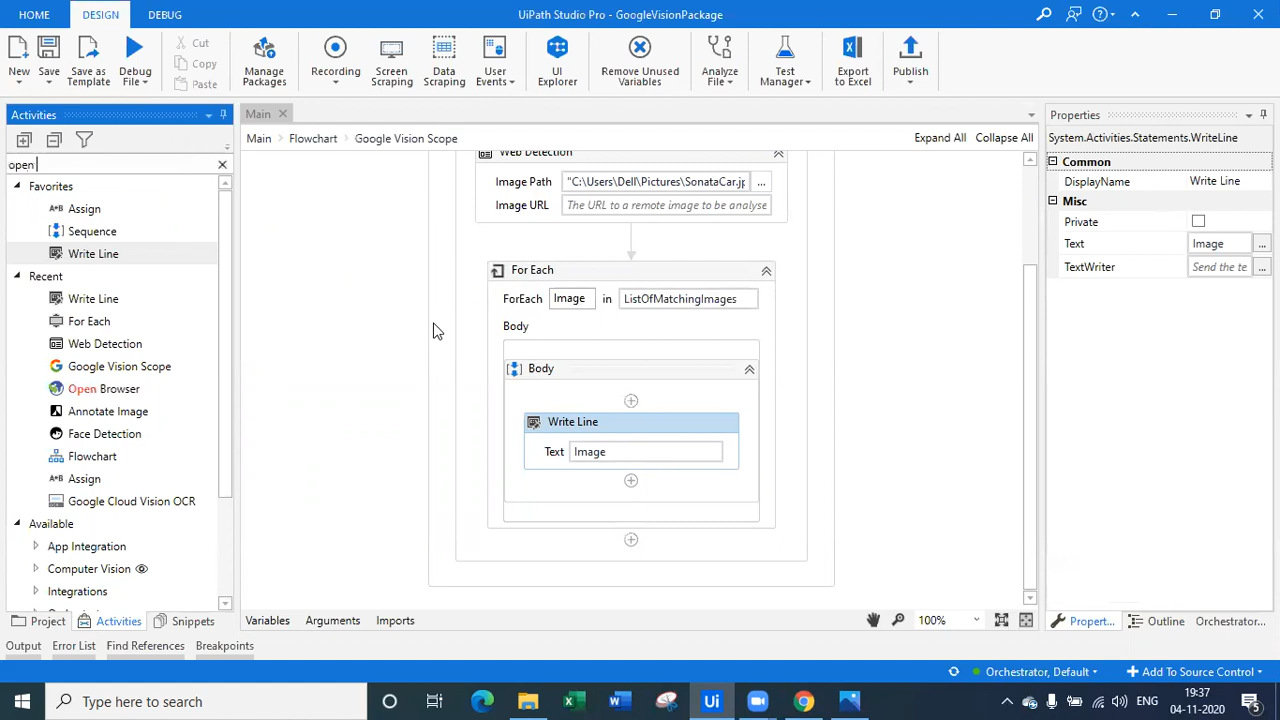 HOME DESIGN DEBUG UiPath Studio Pro - GoogleVisionPackage
New Save Save as Template Debug File Cut Copy Paste Manage Packages Recording Screen Scraping Data Scraping User Events UI Explorer Remove Unused Variables Analyze File Test Manager Export to Excel Publish
Activities
open
Favorites
Assign
Sequence
Write Line
Recent
Write Line
For Each
Web Detection
Google Vision Scope
Open Browser
Annotate Image
Face Detection
Flowchart
Assign
Google Cloud Vision OCR
Available
App Integration
Computer Vision
Integrations
Project Activities Snippets
Main
Main Flowchart Google Vision Scope Expand All Collapse All
Web Detection
Image Path "C:\Users\Dell\Pictures\SonataCar.jp ...
Image URL The URL to a remote image to be analyse
For Each
ForEach Image in ListOfMatchingImages
Body
Body
Write Line
Text Image
Variables Arguments Imports 100%
Properties
System.Activities.Statements.WriteLine
Common
DisplayName Write Line
Misc
Private
Text Image ...
TextWriter Send the te ...
Propert... Outline Orchestrator...
Output Error List Find References Breakpoints
Orchestrator, Default Add To Source Control
Type here to search
Ui
ENG
19:37
04-11-2020
5